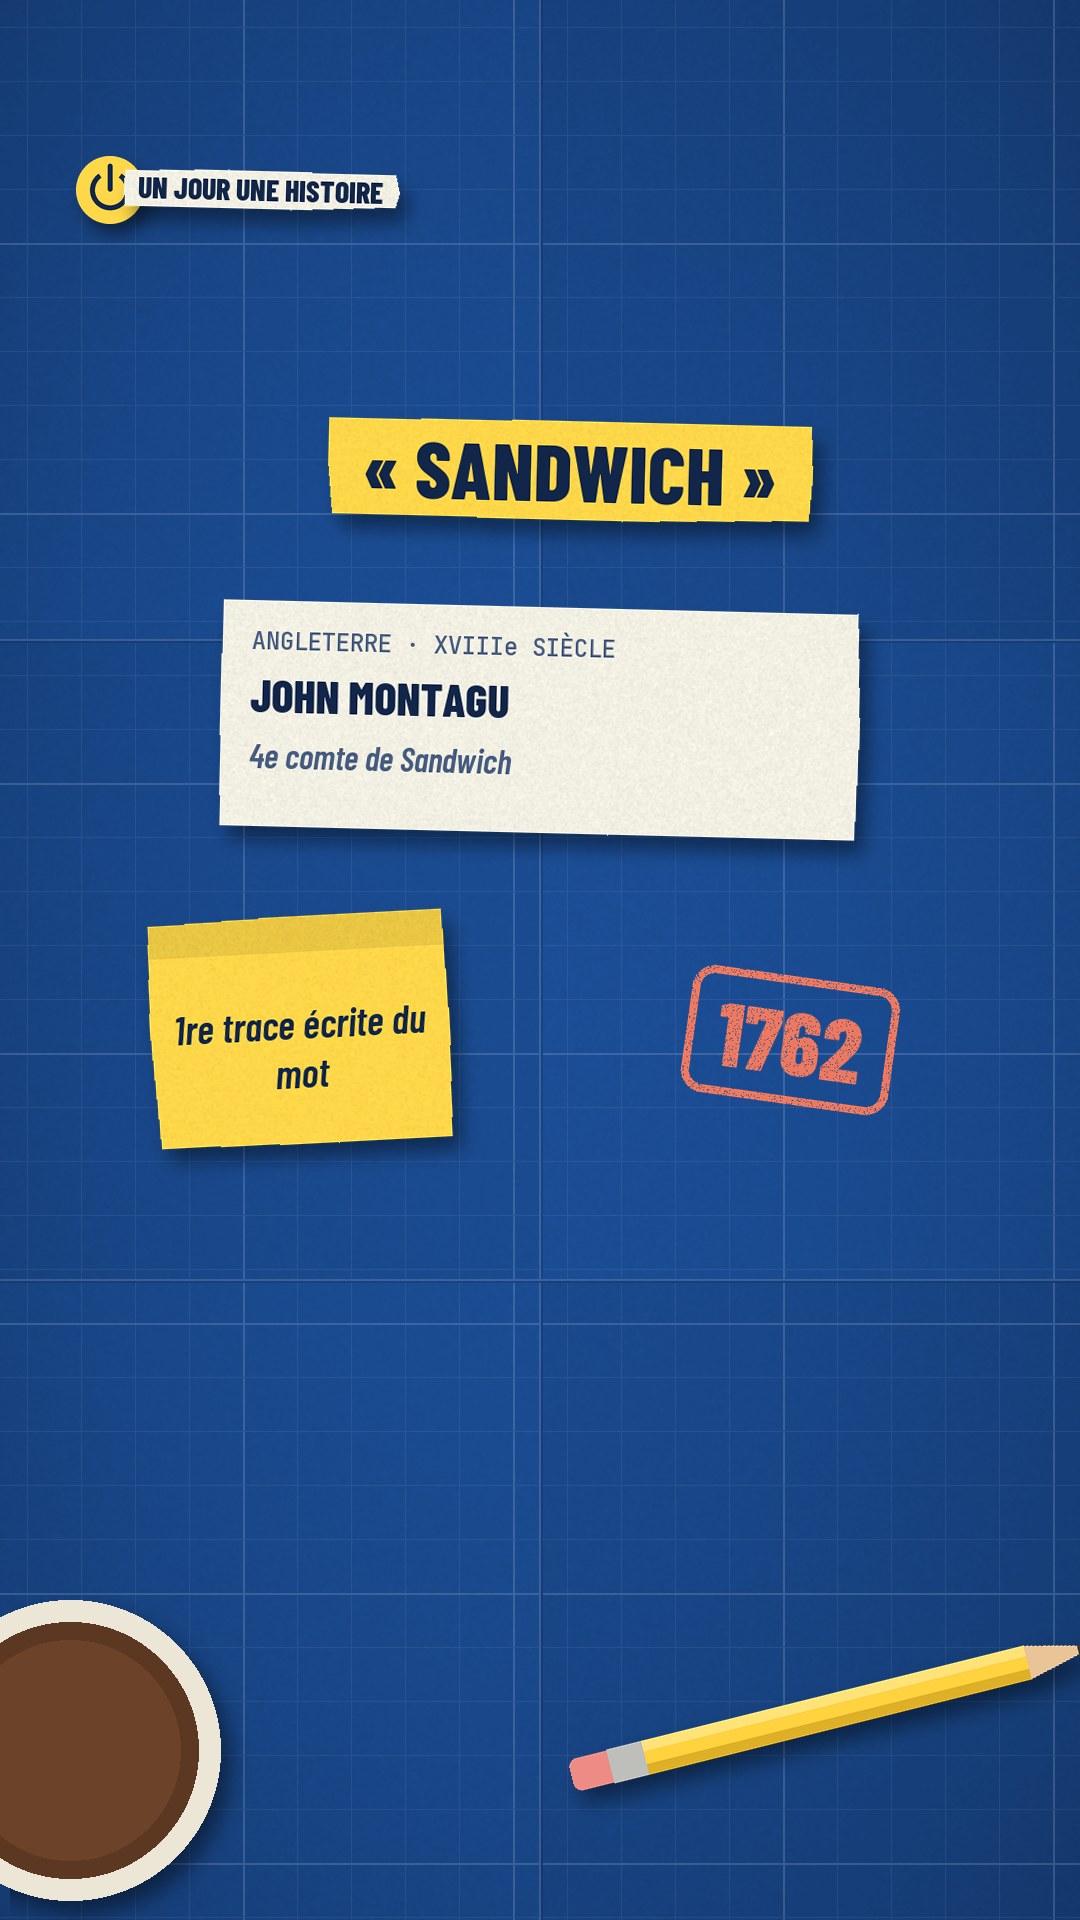 UN JOUR UNE HISTOIRE
« SANDWICH »
ANGLETERRE · XVIIIe SIÈCLE
JOHN MONTAGU
4e comte de Sandwich
1re trace écrite du
mot
1762